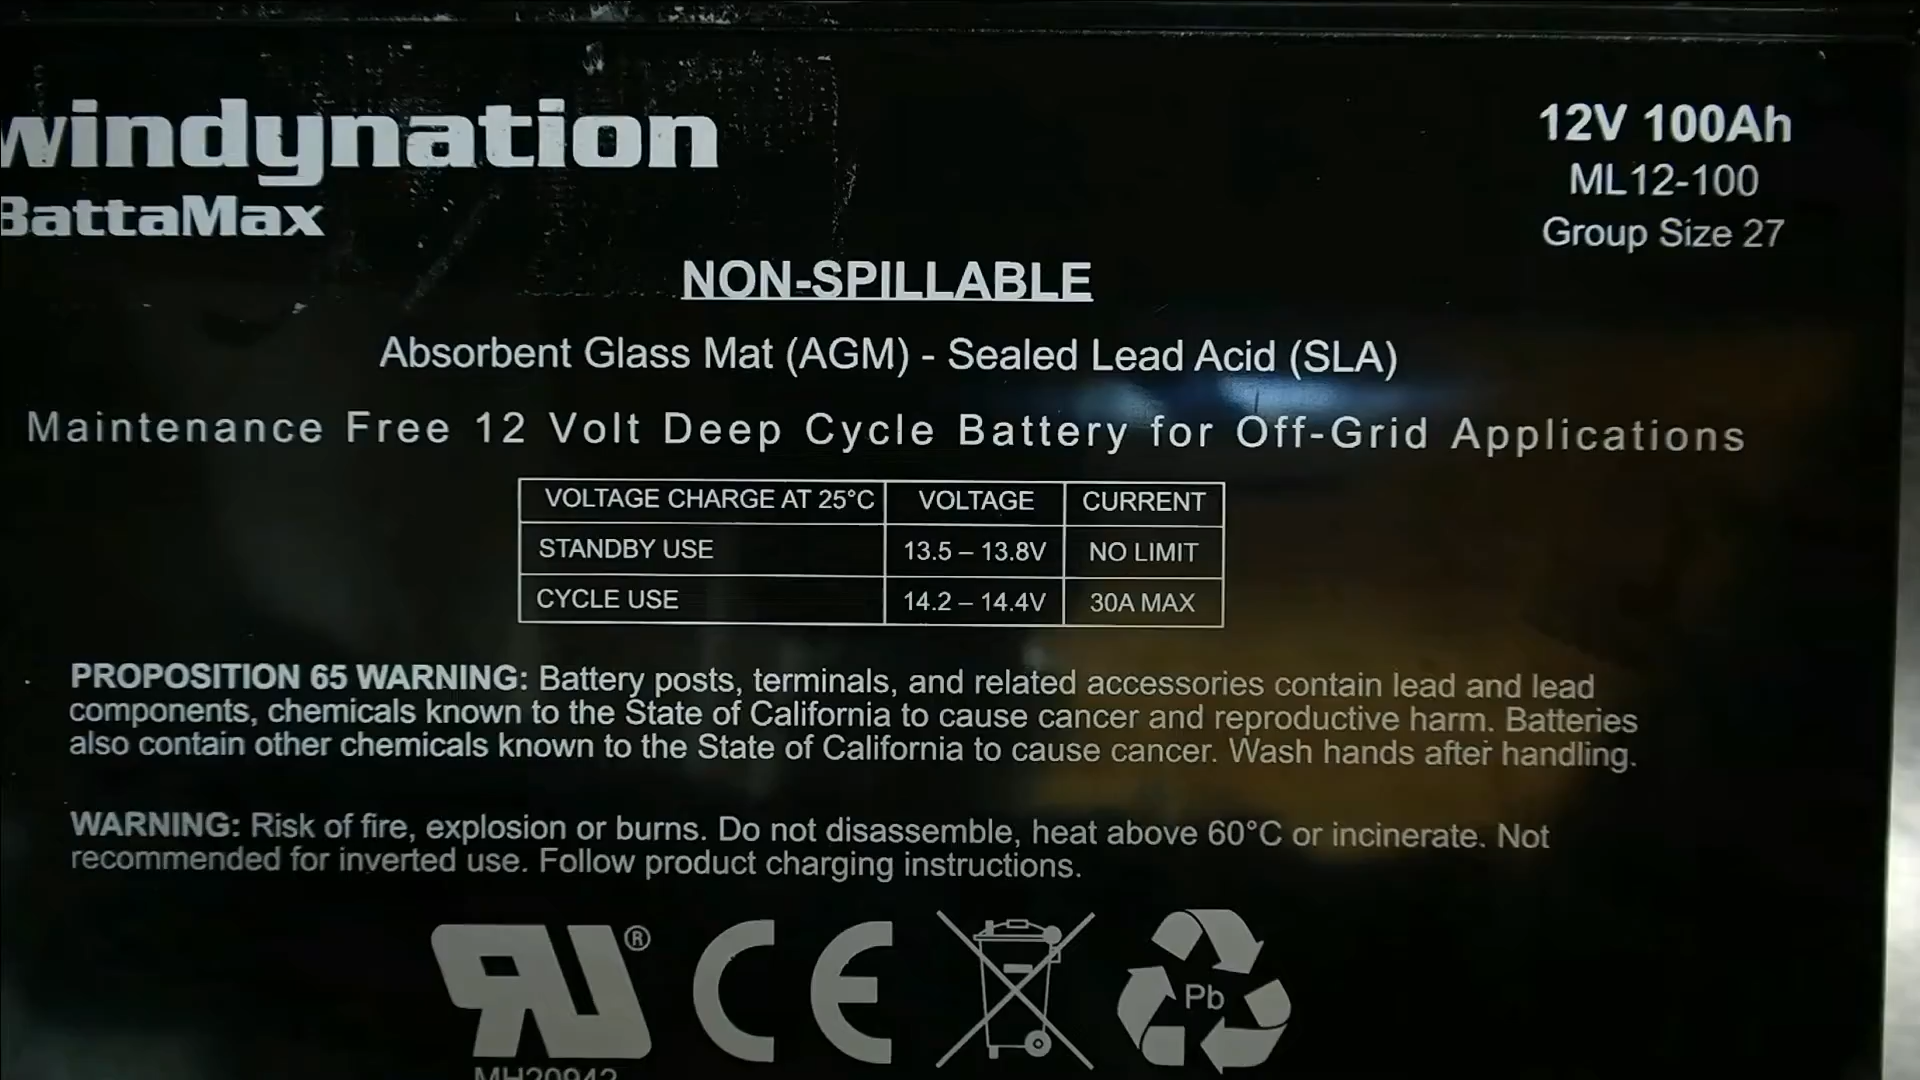 windynation
BattaMax
12V 100Ah
ML12-100
Group Size 27
NON-SPILLABLE
Absorbent Glass Mat (AGM) - Sealed Lead Acid (SLA)
Maintenance Free 12 Volt Deep Cycle Battery for Off-Grid Applications
VOLTAGE CHARGE AT 25°C VOLTAGE CURRENT
STANDBY USE 13.5 – 13.8V NO LIMIT
CYCLE USE 14.2 – 14.4V 30A MAX
PROPOSITION 65 WARNING: Battery posts, terminals, and related accessories contain lead and lead
components, chemicals known to the State of California to cause cancer and reproductive harm. Batteries
also contain other chemicals known to the State of California to cause cancer. Wash hands after handling.
WARNING: Risk of fire, explosion or burns. Do not disassemble, heat above 60°C or incinerate. Not
recommended for inverted use. Follow product charging instructions.
®
CE
Pb
MH20942